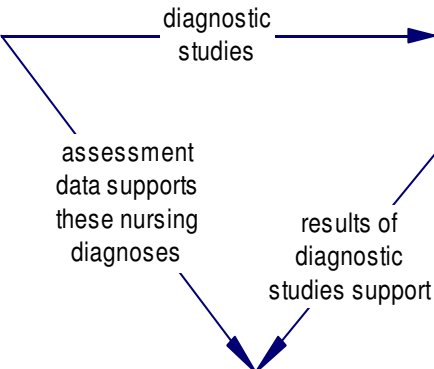 diagnostic
studies
assessment
data supports
these nursing
diagnoses
results of
diagnostic
studies support